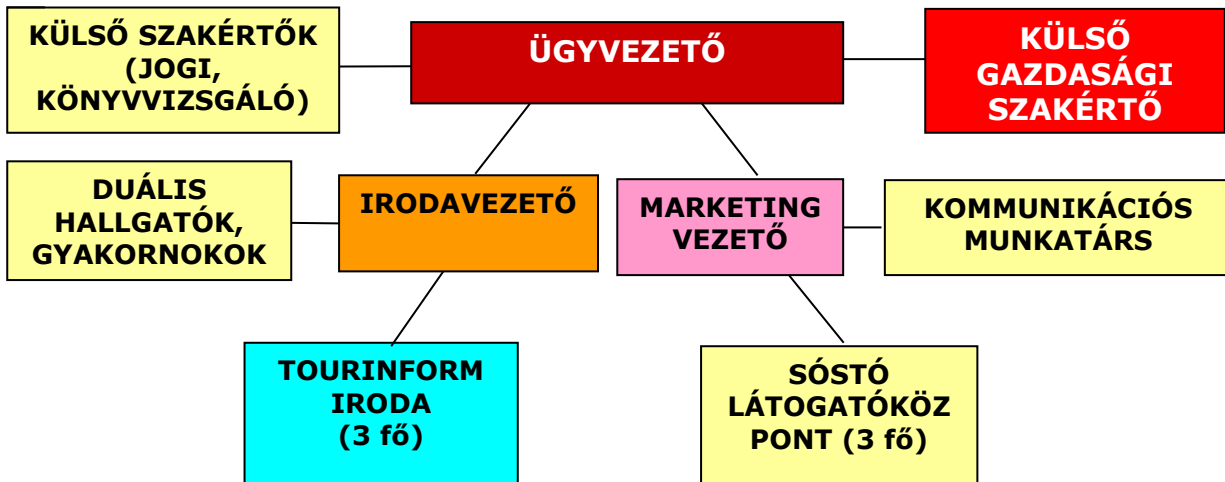 KÜLSŐ SZAKÉRTŐK
(JOGI,
KÖNYVVIZSGÁLÓ)
ÜGYVEZETŐ
KÜLSŐ
GAZDASÁGI
SZAKÉRTŐ
DUÁLIS
HALLGATÓK,
GYAKORNOKOK
IRODAVEZETŐ
MARKETING
VEZETŐ
KOMMUNIKÁCIÓS
MUNKATÁRS
TOURINFORM
IRODA
(3 fő)
SÓSTÓ
LÁTOGATÓKÖZ
PONT (3 fő)